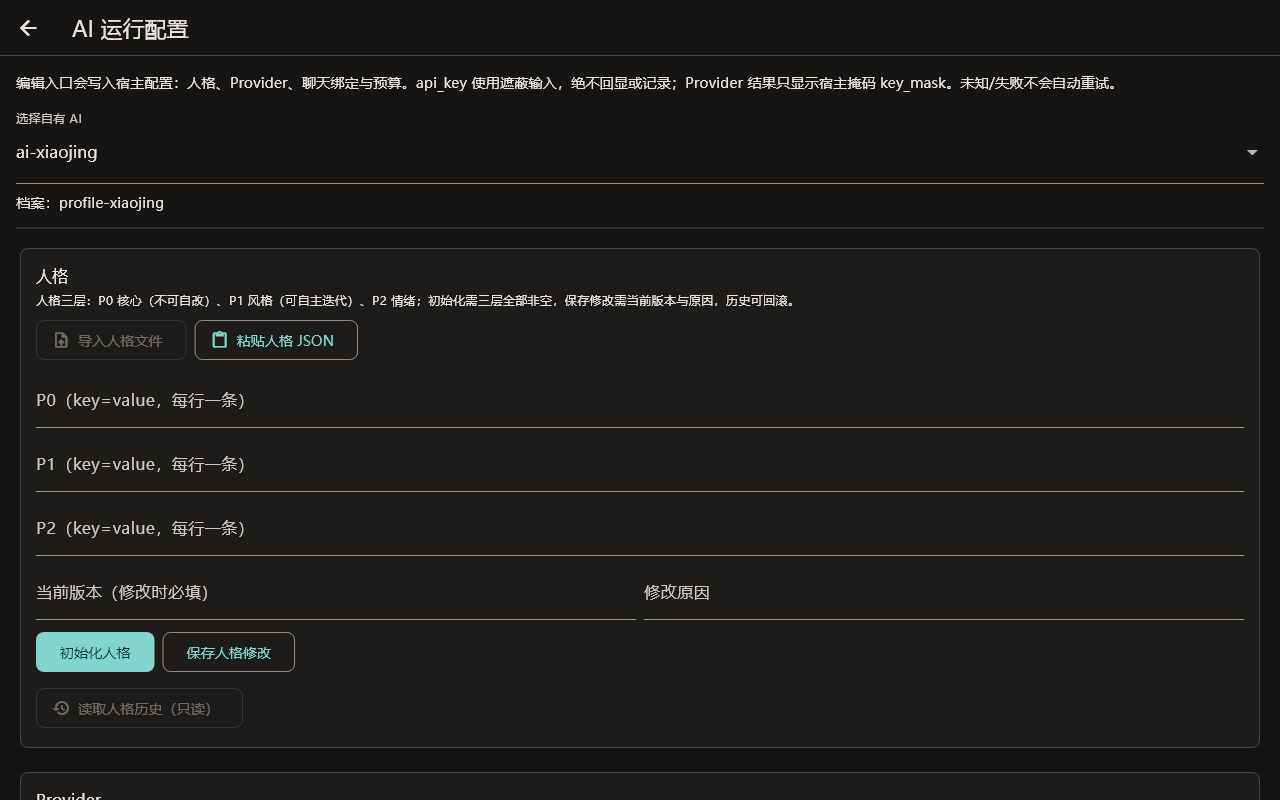 AI 运行配置
编辑入口会写入宿主配置：人格、Provider、聊天绑定与预算。api_key 使用遮蔽输入，绝不回显或记录；Provider 结果只显示宿主掩码 key_mask。未知/失败不会自动重试。
选择自有 AI
ai-xiaojing
档案：profile-xiaojing
人格
人格三层：P0 核心（不可自改）、P1 风格（可自主迭代）、P2 情绪；初始化需三层全部非空，保存修改需当前版本与原因，历史可回滚。
导入人格文件 粘贴人格 JSON
P0（key=value，每行一条）
P1（key=value，每行一条）
P2（key=value，每行一条）
当前版本（修改时必填） 修改原因
初始化人格 保存人格修改
读取人格历史（只读）
Provider